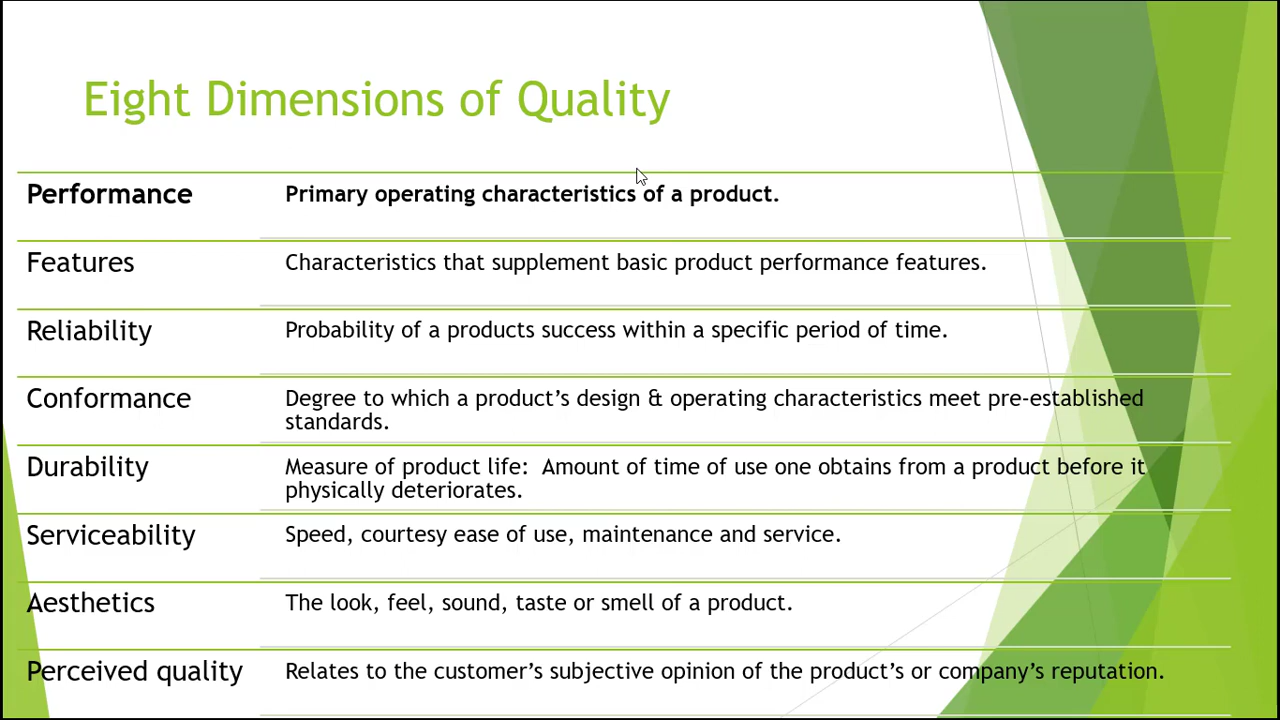 Eight Dimensions of Quality
Performance
Primary operating characteristics of a product.
Features
Characteristics that supplement basic product performance features.
Reliability
Probability of a products success within a specific period of time.
Conformance
Degree to which a product’s design & operating characteristics meet pre-established
standards.
Durability
Measure of product life:  Amount of time of use one obtains from a product before it
physically deteriorates.
Serviceability
Speed, courtesy ease of use, maintenance and service.
Aesthetics
The look, feel, sound, taste or smell of a product.
Perceived quality
Relates to the customer’s subjective opinion of the product’s or company’s reputation.